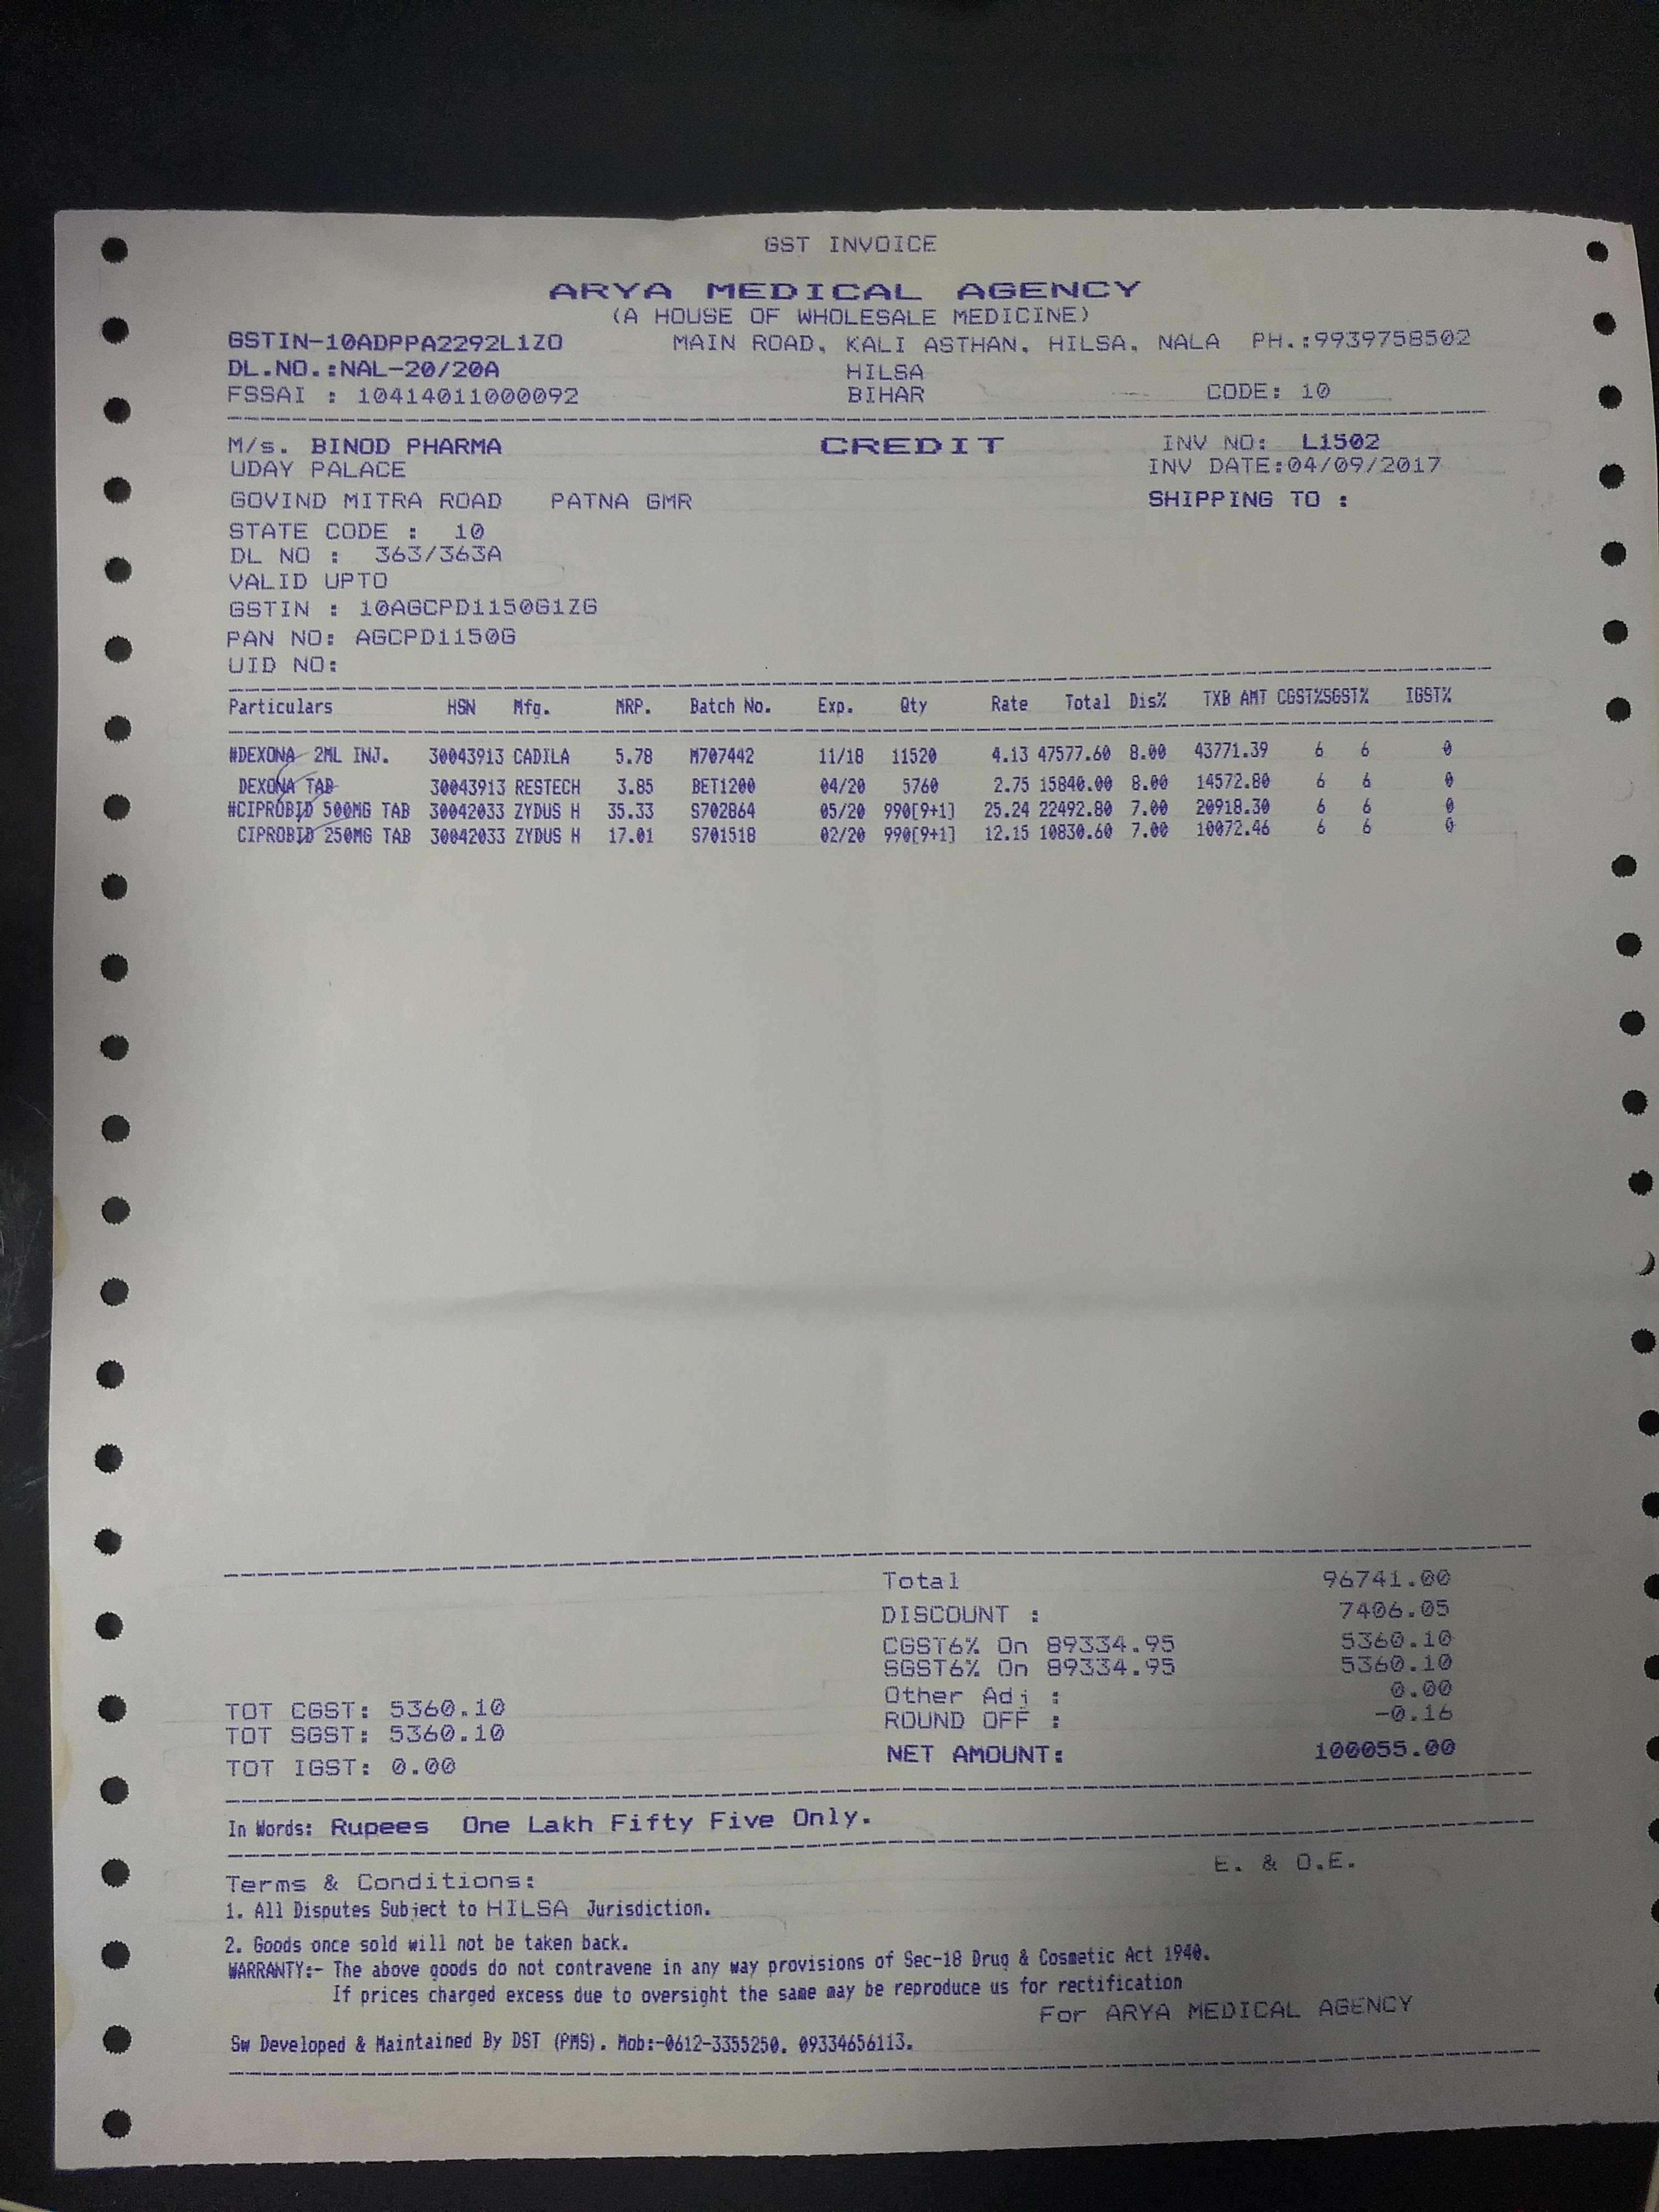 GST INVOICE
ARYA MEDICAL AGENCY
(A HOUSE OF WHOLESALE MEDICINE)
GSTIN-10ADPPA2292L1ZO MAIN ROAD, KALI ASTHAN, HILSA, NALA PH.:9939758502
DL.NO.:NAL-20/20A HILSA
FSSAI : 10414011000092 BIHAR CODE: 10
M/s. BINOD PHARMA CREDIT INV NO: L1502
UDAY PALACE INV DATE:04/09/2017
GOVIND MITRA ROAD PATNA GMR SHIPPING TO :
STATE CODE : 10
DL NO : 363/363A
VALID UPTO
GSTIN : 10AGCPD1150G1ZG
PAN NO: AGCPD1150G
UID NO:
Particulars HSN Mfg. MRP. Batch No. Exp. Qty Rate Total Dis% TXB AMT CGST%SGST% IGST%
#DEXONA 2ML INJ. 30043913 CADILA 5.78 M707442 11/18 11520 4.13 47577.60 8.00 43771.39 6 6 0
DEXONA TAB 30043913 RESTECH 3.85 BET1200 04/20 5760 2.75 15840.00 8.00 14572.80 6 6 0
#CIPROBID 500MG TAB 30042033 ZYDUS H 35.33 S702864 05/20 990[9+1] 25.24 22492.80 7.00 20918.30 6 6 0
CIPROBID 250MG TAB 30042033 ZYDUS H 17.01 S701518 02/20 990[9+1] 12.15 10830.60 7.00 10072.46 6 6 0
Total 96741.00
DISCOUNT : 7406.05
CGST6% On 89334.95 5360.10
SGST6% On 89334.95 5360.10
Other Adj : 0.00
TOT CGST: 5360.10 ROUND OFF : -0.16
TOT SGST: 5360.10
TOT IGST: 0.00 NET AMOUNT: 100055.00
In Words: Rupees One Lakh Fifty Five Only.
E. & O.E.
Terms & Conditions:
1. All Disputes Subject to HILSA Jurisdiction.
2. Goods once sold will not be taken back.
WARRANTY:- The above goods do not contravene in any way provisions of Sec-18 Drug & Cosmetic Act 1940.
If prices charged excess due to oversight the same may be reproduce us for rectification
For ARYA MEDICAL AGENCY
Sw Developed & Maintained By DST (PMS). Mob:-0612-3355250, 09334656113.